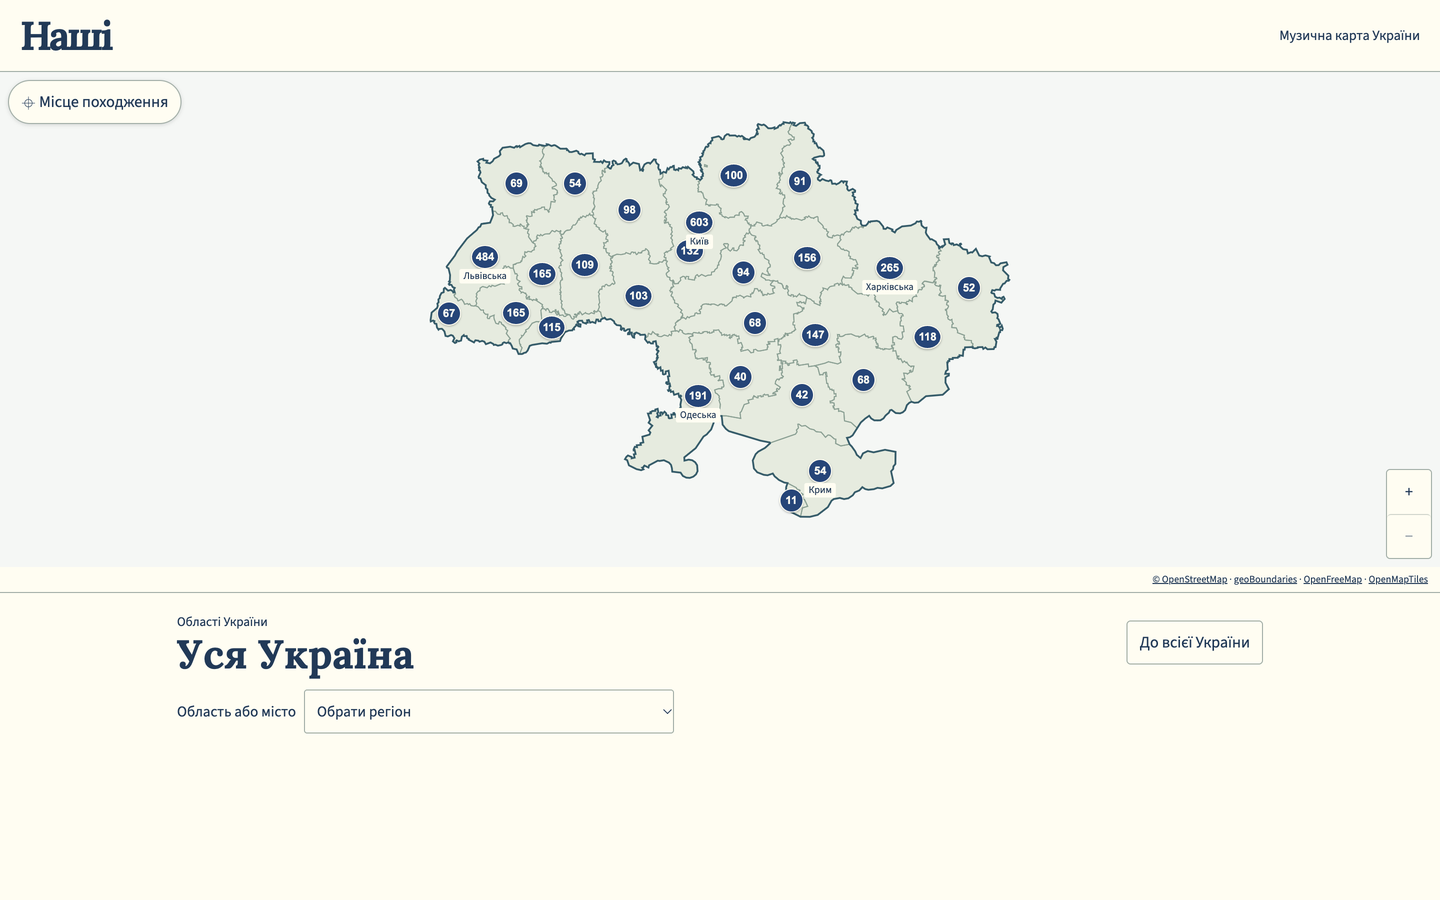 Наші
Музична карта України
Місце походження
100
91
69
54
98
603
Київ
132
484
Львівська
165
109
156
265
Харківська
94
52
103
67
165
115
68
147
118
40
68
42
191
Одеська
54
Крим
11
+
−
© OpenStreetMap · geoBoundaries · OpenFreeMap · OpenMapTiles
Області України
Уся Україна
До всієї України
Область або місто
Обрати регіон